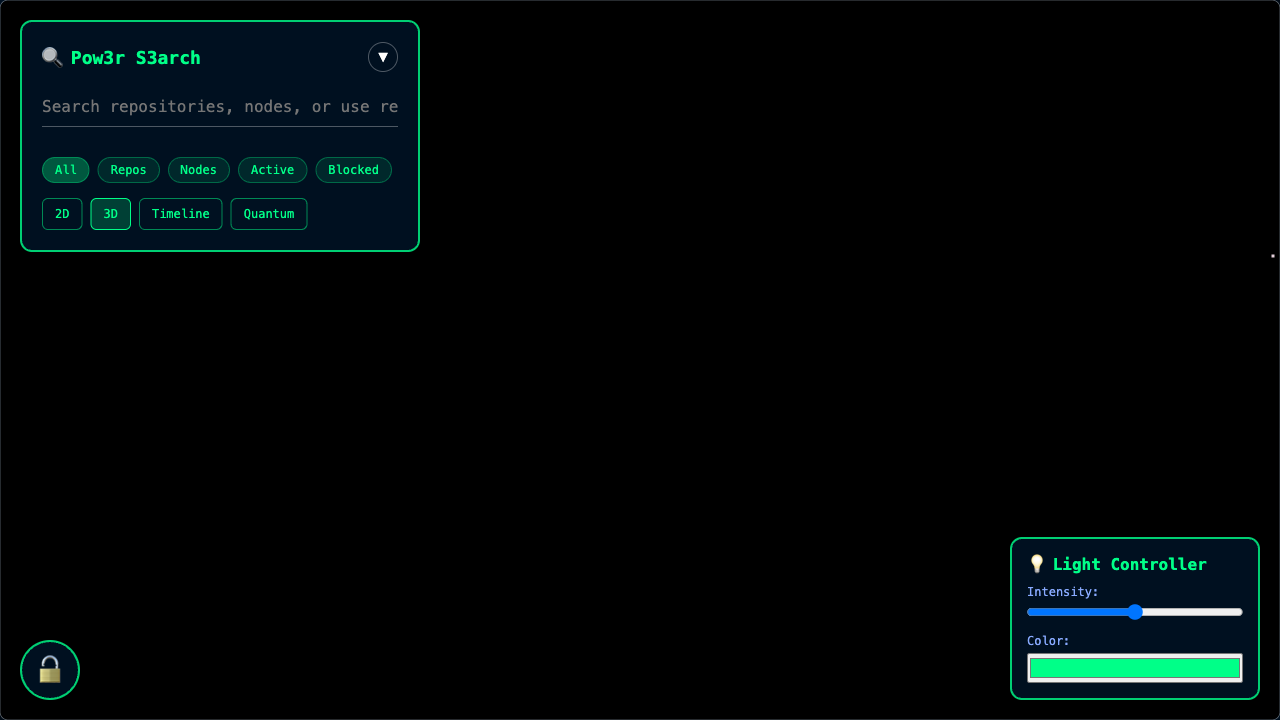 Pow3r S3arch
▼
Search repositories, nodes, or use re
All Repos Nodes Active Blocked
2D 3D Timeline Quantum
Light Controller
Intensity:
Color: